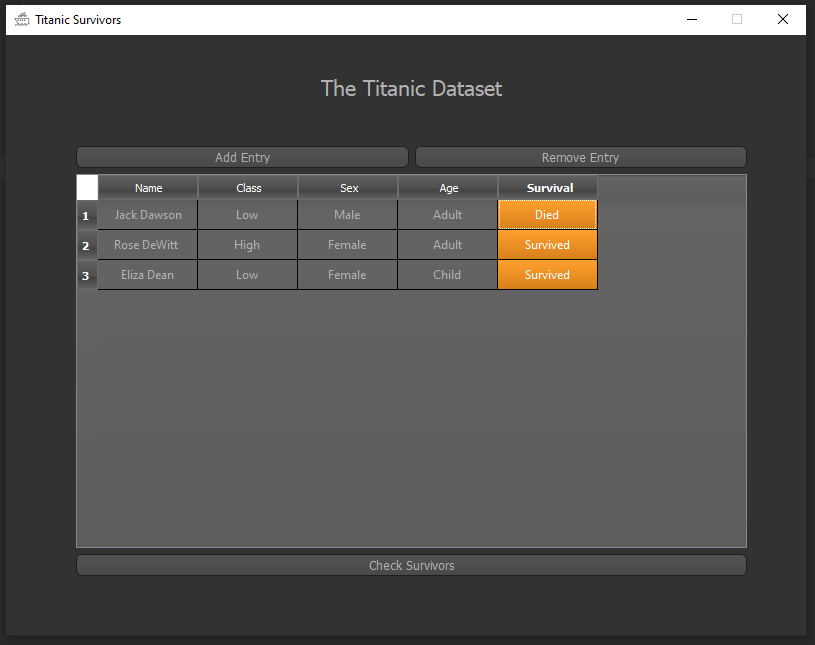 Titanic Survivors
The Titanic Dataset
Add Entry Remove Entry
Name Class Sex Age Survival
1 Jack Dawson Low Male Adult Died
2 Rose DeWitt High Female Adult Survived
3 Eliza Dean Low Female Child Survived
Check Survivors